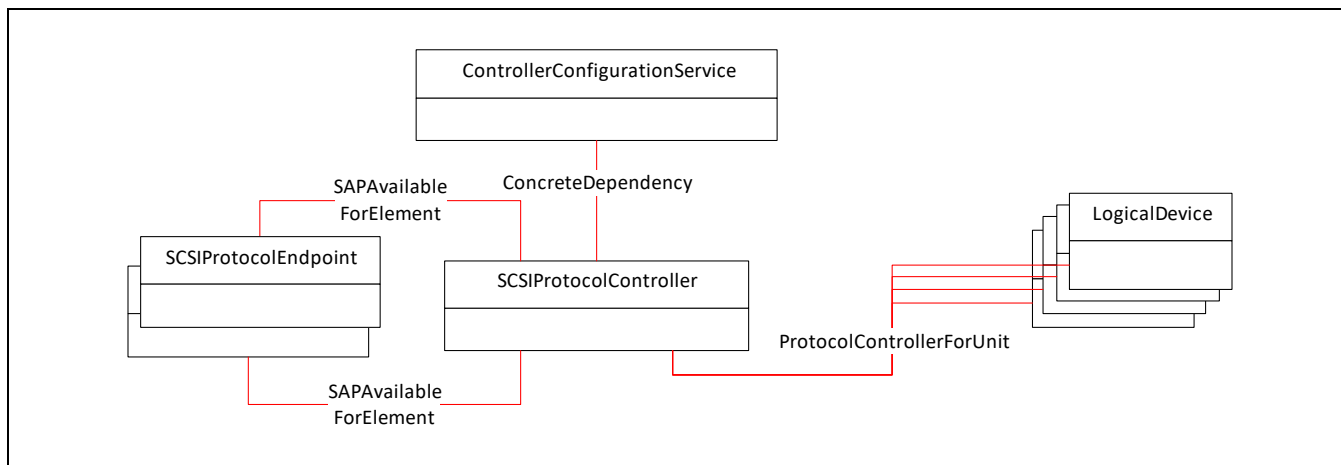 ControllerConfigurationService
SAPAvailable
ForElement
ConcreteDependency
LogicalDevice
SCSIProtocolEndpoint
SCSIProtocolController
ProtocolControllerForUnit
SAPAvailable
ForElement